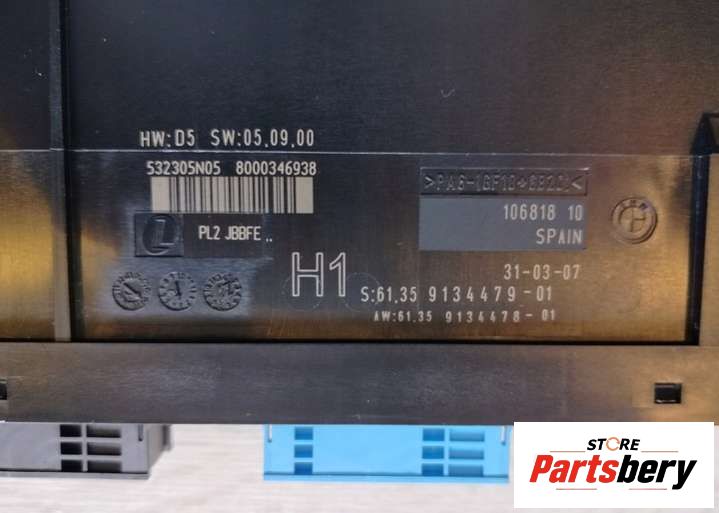 HW:D5 SW:05.09.00
532305N05 8000346938
PL2 JBBFE ..
106818 10
SPAIN
H1
31-03-07
S:61.35 9134479-01
AW:61.35 9134478-01
STORE
Partsbery